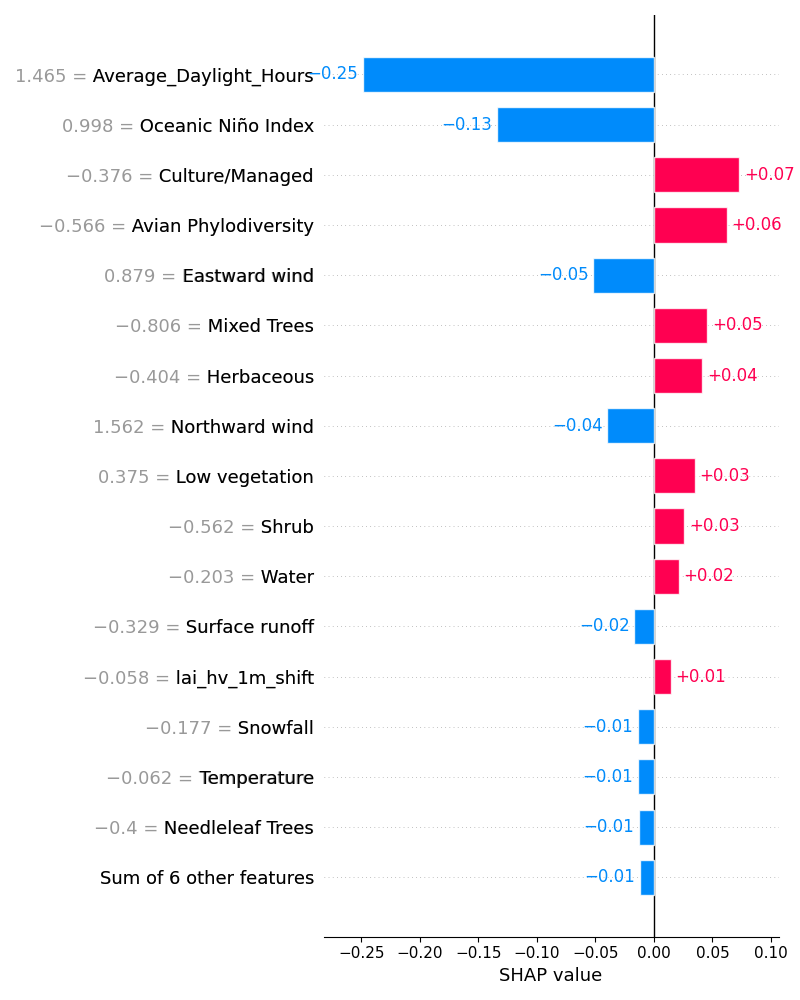 1.465 = Average_Daylight_Hours −0.25
0.998 = Oceanic Niño Index −0.13
−0.376 = Culture/Managed +0.07
−0.566 = Avian Phylodiversity +0.06
0.879 = Eastward wind −0.05
−0.806 = Mixed Trees +0.05
−0.404 = Herbaceous +0.04
1.562 = Northward wind −0.04
0.375 = Low vegetation +0.03
−0.562 = Shrub +0.03
−0.203 = Water +0.02
−0.329 = Surface runoff −0.02
−0.058 = lai_hv_1m_shift +0.01
−0.177 = Snowfall −0.01
−0.062 = Temperature −0.01
−0.4 = Needleleaf Trees −0.01
Sum of 6 other features −0.01
−0.25 −0.20 −0.15 −0.10 −0.05 0.00 0.05 0.10
SHAP value